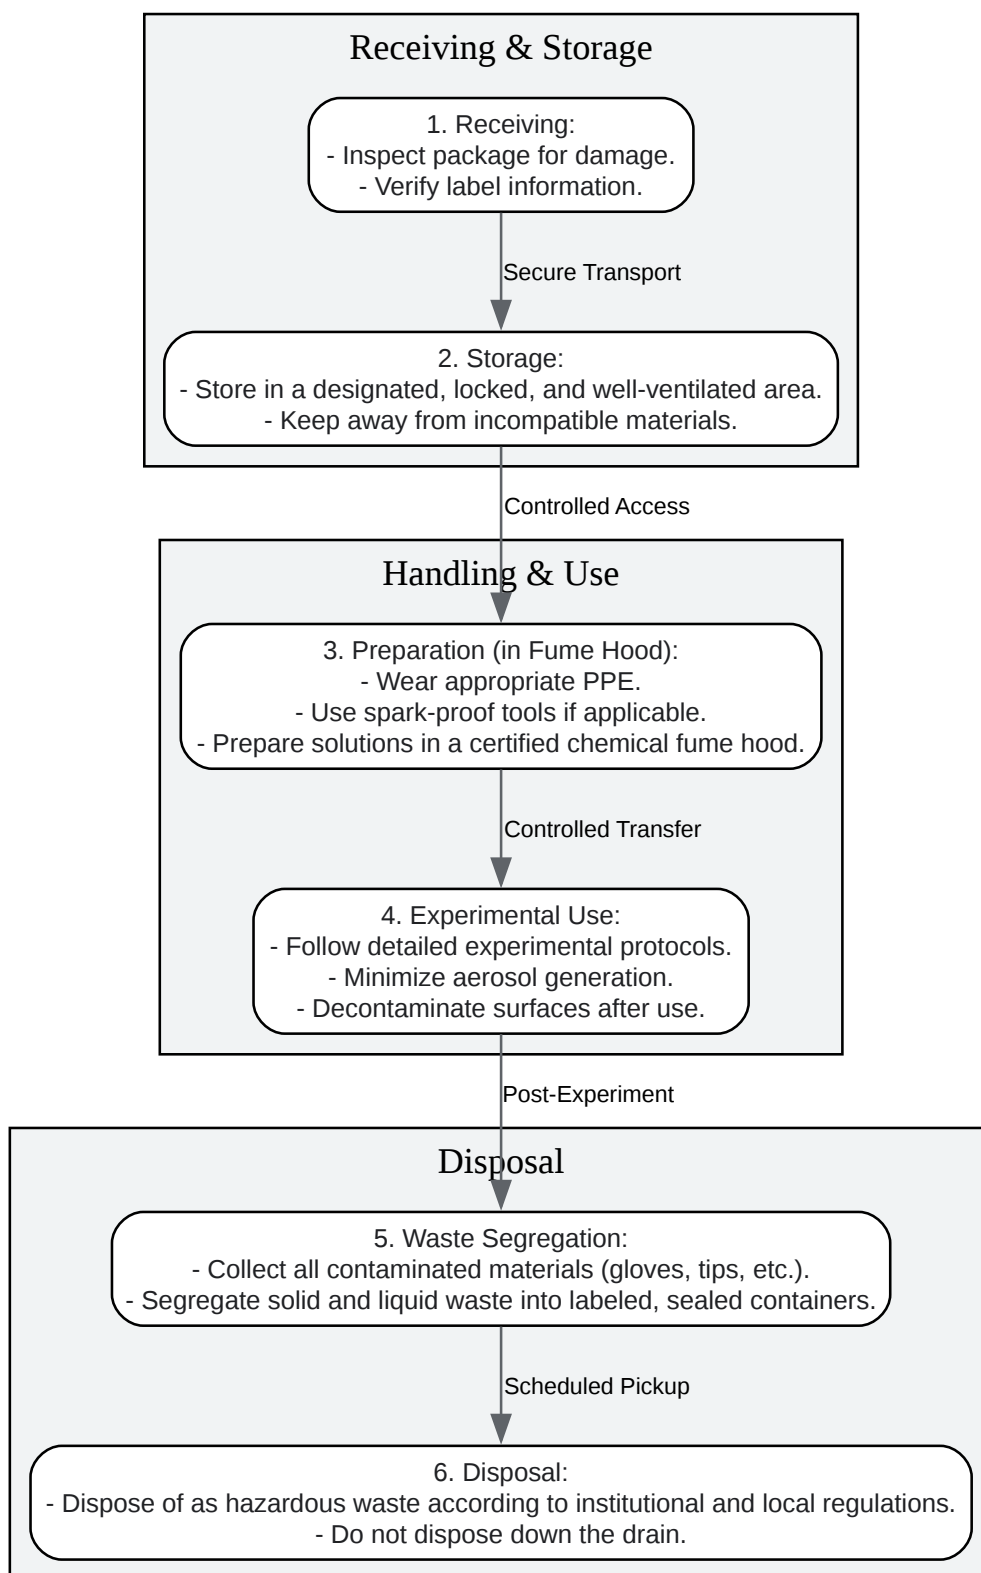 Receiving & Storage
1. Receiving:
- Inspect package for damage.
- Verify label information.
Secure Transport
2. Storage:
- Store in a designated, locked, and well-ventilated area.
- Keep away from incompatible materials.
Controlled Access
Handling & Use
3. Preparation (in Fume Hood):
- Wear appropriate PPE.
- Use spark-proof tools if applicable.
- Prepare solutions in a certified chemical fume hood.
Controlled Transfer
4. Experimental Use:
- Follow detailed experimental protocols.
- Minimize aerosol generation.
- Decontaminate surfaces after use.
Post-Experiment
Disposal
5. Waste Segregation:
- Collect all contaminated materials (gloves, tips, etc.).
- Segregate solid and liquid waste into labeled, sealed containers.
Scheduled Pickup
6. Disposal:
- Dispose of as hazardous waste according to institutional and local regulations.
- Do not dispose down the drain.